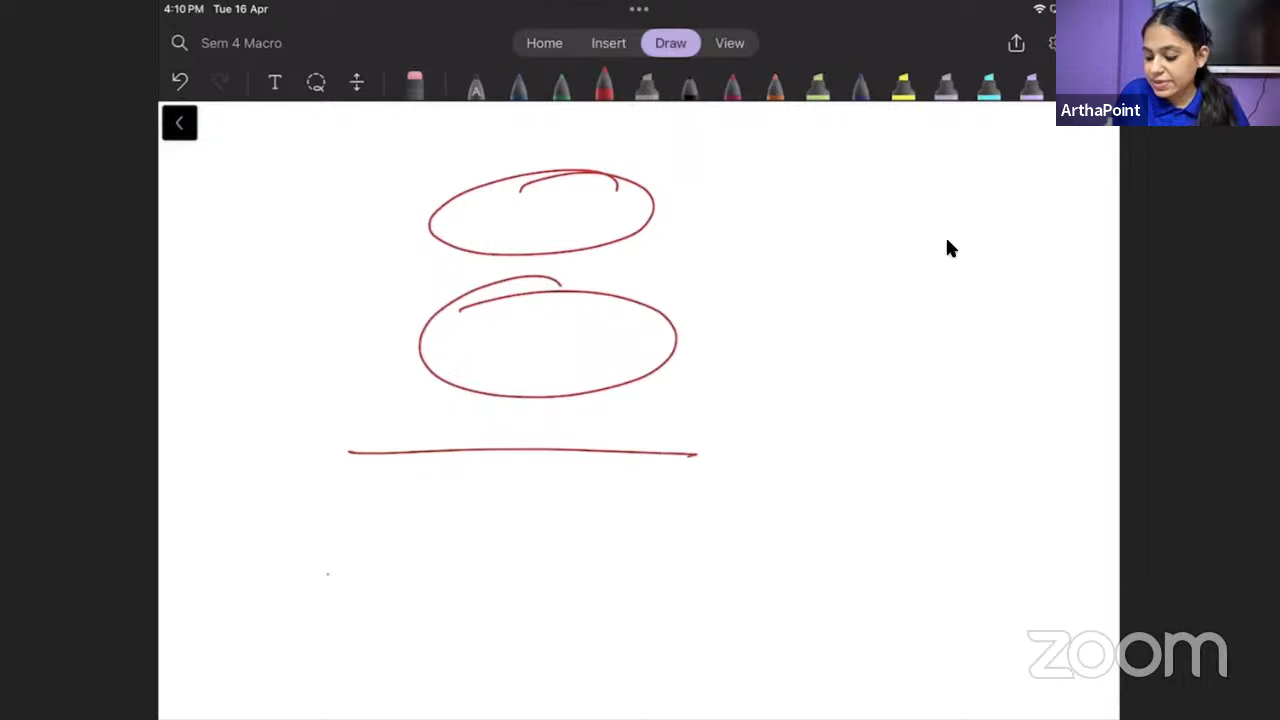 4:10 PM Tue 16 Apr
Sem 4 Macro
Home Insert Draw View
A
ArthaPoint
zoom